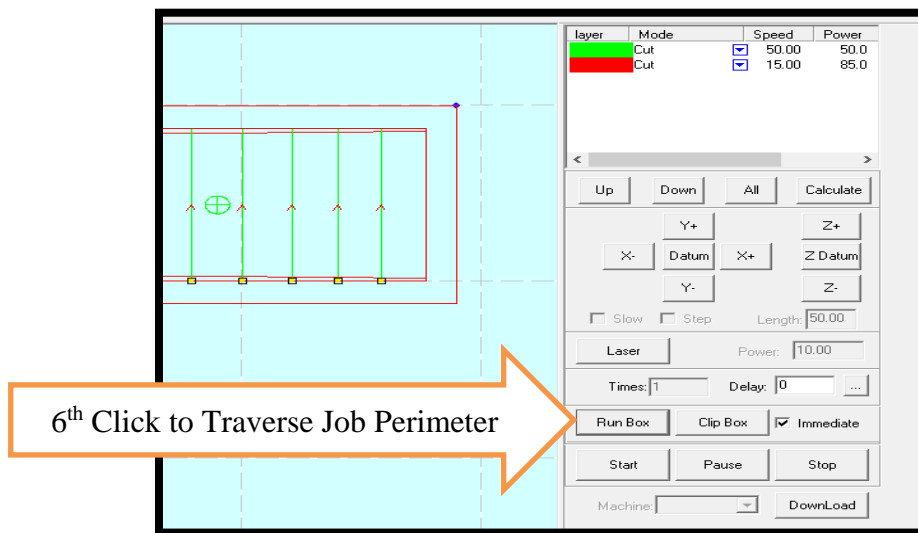 layer Mode Speed Power
Cut 50.00 50.0
Cut 15.00 85.0
< >
Up Down All Calculate
Y+ Z+
X- Datum X+ Z Datum
Y- Z-
Slow Step Length: 50.00
Laser Power: 10.00
Times: 1 Delay: 0 ...
6th Click to Traverse Job Perimeter
Run Box Clip Box Immediate
Start Pause Stop
Machine: DownLoad